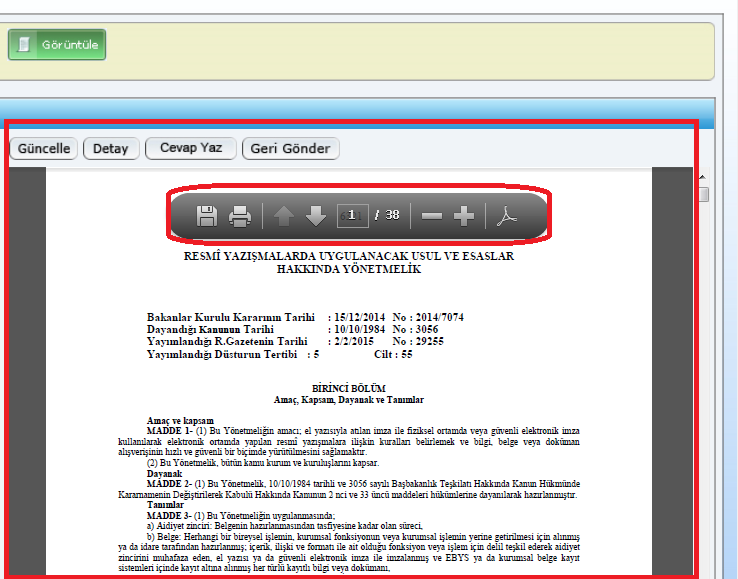 Görüntüle
Güncelle Detay Cevap Yaz Geri Gönder
1 / 38
RESMÎ YAZIŞMALARDA UYGULANACAK USUL VE ESASLAR
HAKKINDA YÖNETMELİK
Bakanlar Kurulu Kararının Tarihi : 15/12/2014 No : 2014/7074
Dayandığı Kanunun Tarihi : 10/10/1984 No : 3056
Yayımlandığı R.Gazetenin Tarihi : 2/2/2015 No : 29255
Yayımlandığı Düsturun Tertibi : 5 Cilt : 55
BİRİNCİ BÖLÜM
Amaç, Kapsam, Dayanak ve Tanımlar
Amaç ve kapsam
MADDE 1- (1) Bu Yönetmeliğin amacı; el yazısıyla atılan imza ile fiziksel ortamda veya güvenli elektronik imza
kullanılarak elektronik ortamda yapılan resmî yazışmalara ilişkin kuralları belirlemek ve bilgi, belge veya doküman
alışverişinin hızlı ve güvenli bir biçimde yürütülmesini sağlamaktır.
(2) Bu Yönetmelik, bütün kamu kurum ve kuruluşlarını kapsar.
Dayanak
MADDE 2- (1) Bu Yönetmelik, 10/10/1984 tarihli ve 3056 sayılı Başbakanlık Teşkilatı Hakkında Kanun Hükmünde
Kararnamenin Değiştirilerek Kabulü Hakkında Kanunun 2 nci ve 33 üncü maddeleri hükümlerine dayanılarak hazırlanmıştır.
Tanımlar
MADDE 3- (1) Bu Yönetmeliğin uygulanmasında;
a) Aidiyet zinciri: Belgenin hazırlanmasından tasfiyesine kadar olan süreci,
b) Belge: Herhangi bir bireysel işlemin, kurumsal fonksiyonun veya kurumsal işlemin yerine getirilmesi için alınmış
ya da idare tarafından hazırlanmış; içerik, ilişki ve formatı ile ait olduğu fonksiyon veya işlem için delil teşkil ederek aidiyet
zincirini muhafaza eden, el yazısı ya da güvenli elektronik imza ile imzalanmış ve EBYS ya da kurumsal belge kayıt
sistemleri içinde kayıt altına alınmış her türlü kayıtlı bilgi veya dokümanı,